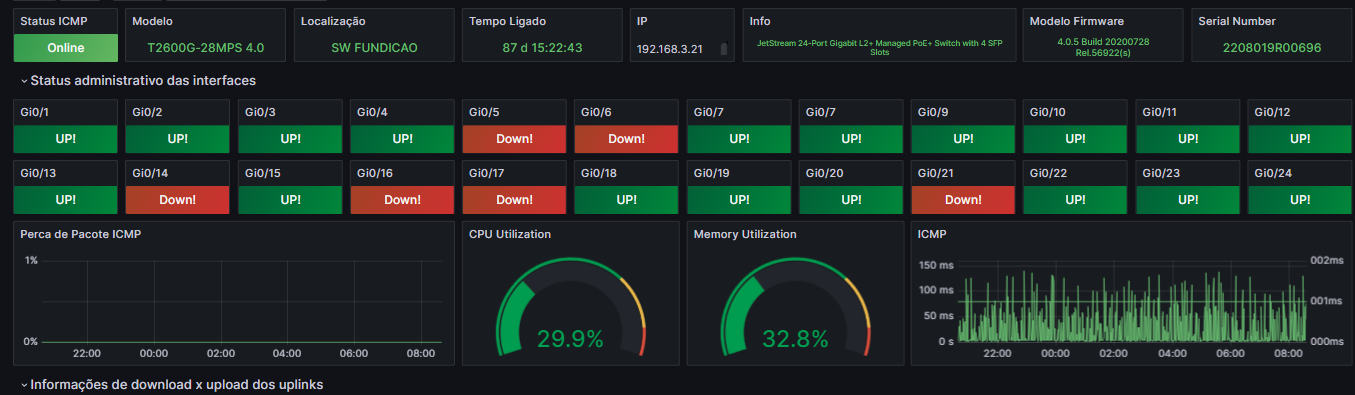 Status ICMP
Online
Modelo
T2600G-28MPS 4.0
Localização
SW FUNDICAO
Tempo Ligado
87 d 15:22:43
IP
192.168.3.21
Info
JetStream 24-Port Gigabit L2+ Managed PoE+ Switch with 4 SFP
Slots
Modelo Firmware
4.0.5 Build 20200728
Rel.56922(s)
Serial Number
2208019R00696
Status administrativo das interfaces
Gi0/1
UP!
Gi0/2
UP!
Gi0/3
UP!
Gi0/4
UP!
Gi0/5
Down!
Gi0/6
Down!
Gi0/7
UP!
Gi0/7
UP!
Gi0/9
UP!
Gi0/10
UP!
Gi0/11
UP!
Gi0/12
UP!
Gi0/13
UP!
Gi0/14
Down!
Gi0/15
UP!
Gi0/16
Down!
Gi0/17
Down!
Gi0/18
UP!
Gi0/19
UP!
Gi0/20
UP!
Gi0/21
Down!
Gi0/22
UP!
Gi0/23
UP!
Gi0/24
UP!
Perca de Pacote ICMP
1%
0%
22:00 00:00 02:00 04:00 06:00 08:00
CPU Utilization
29.9%
Memory Utilization
32.8%
ICMP
150 ms
100 ms
50 ms
0 s
002ms
001ms
000ms
22:00 00:00 02:00 04:00 06:00 08:00
Informações de download x upload dos uplinks